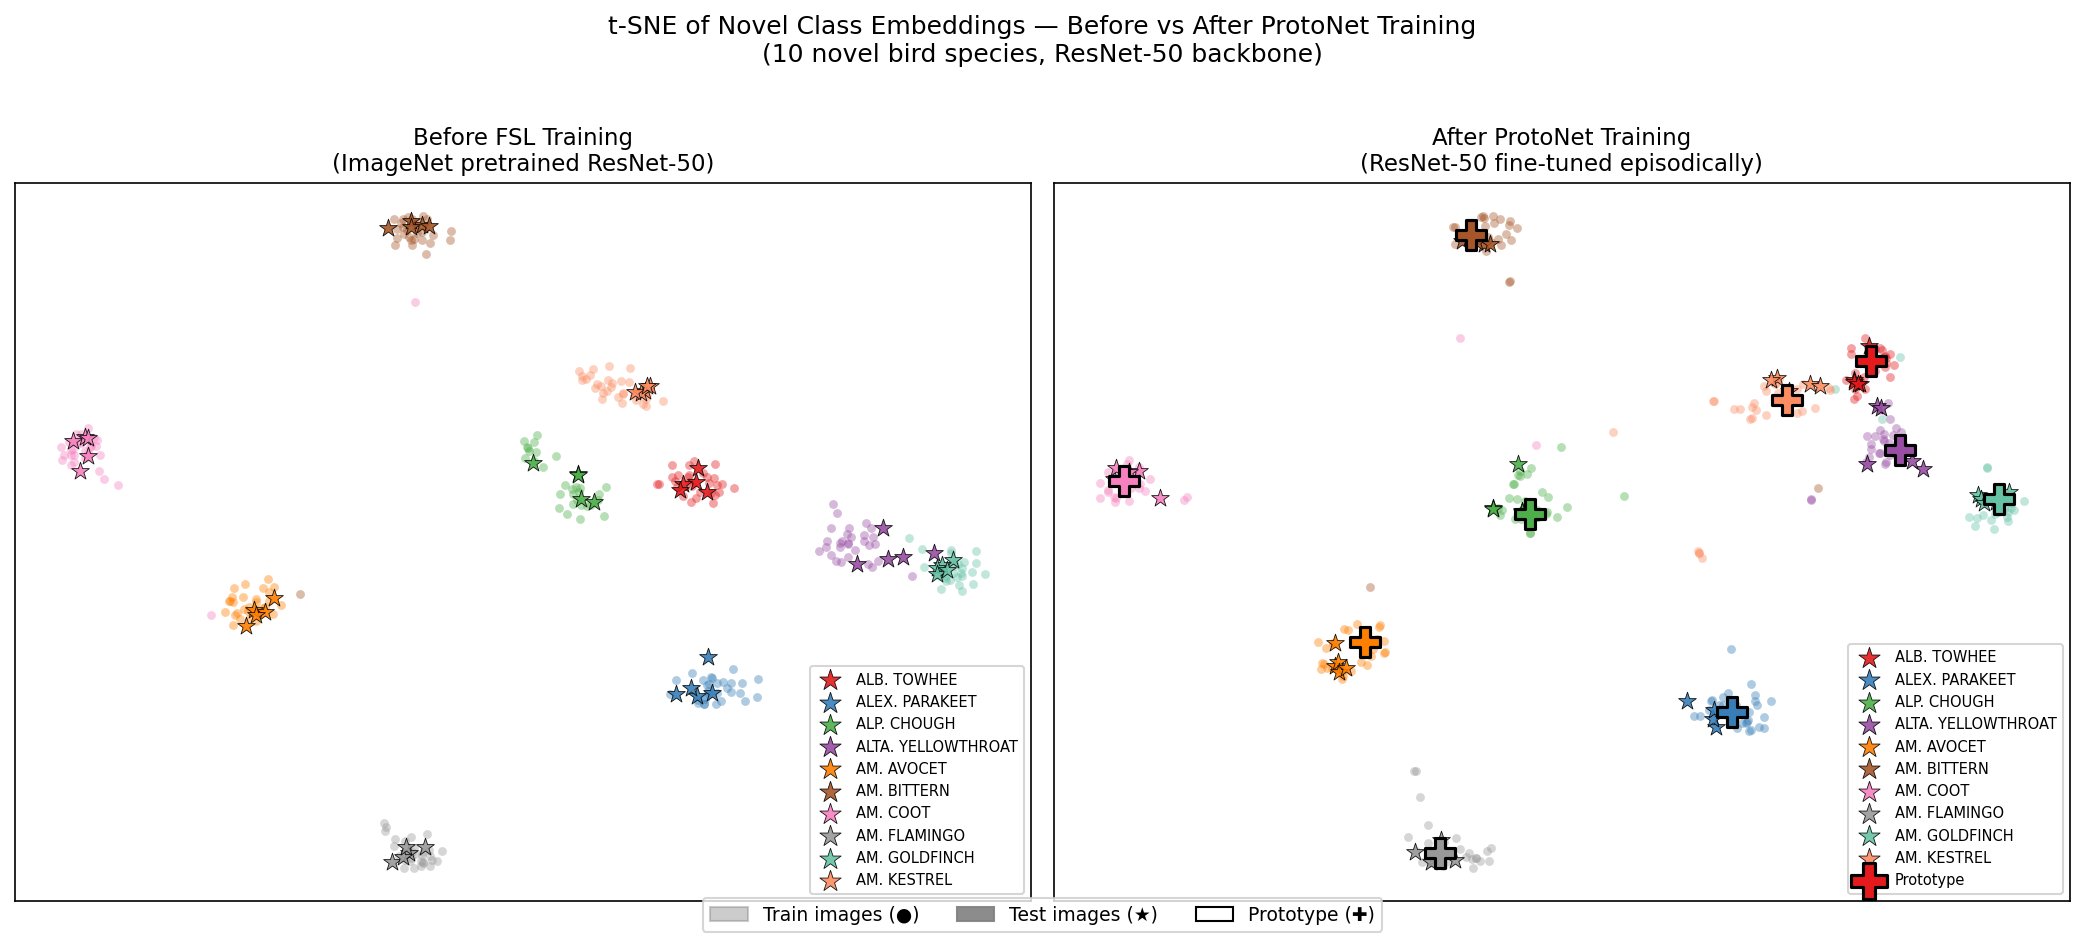 t-SNE of Novel Class Embeddings — Before vs After ProtoNet Training
(10 novel bird species, ResNet-50 backbone)
Before FSL Training
(ImageNet pretrained ResNet-50)
ALB. TOWHEE
ALEX. PARAKEET
ALP. CHOUGH
ALTA. YELLOWTHROAT
AM. AVOCET
AM. BITTERN
AM. COOT
AM. FLAMINGO
AM. GOLDFINCH
AM. KESTREL
After ProtoNet Training
(ResNet-50 fine-tuned episodically)
ALB. TOWHEE
ALEX. PARAKEET
ALP. CHOUGH
ALTA. YELLOWTHROAT
AM. AVOCET
AM. BITTERN
AM. COOT
AM. FLAMINGO
AM. GOLDFINCH
AM. KESTREL
Prototype
Train images (●) Test images (★) Prototype (✚)